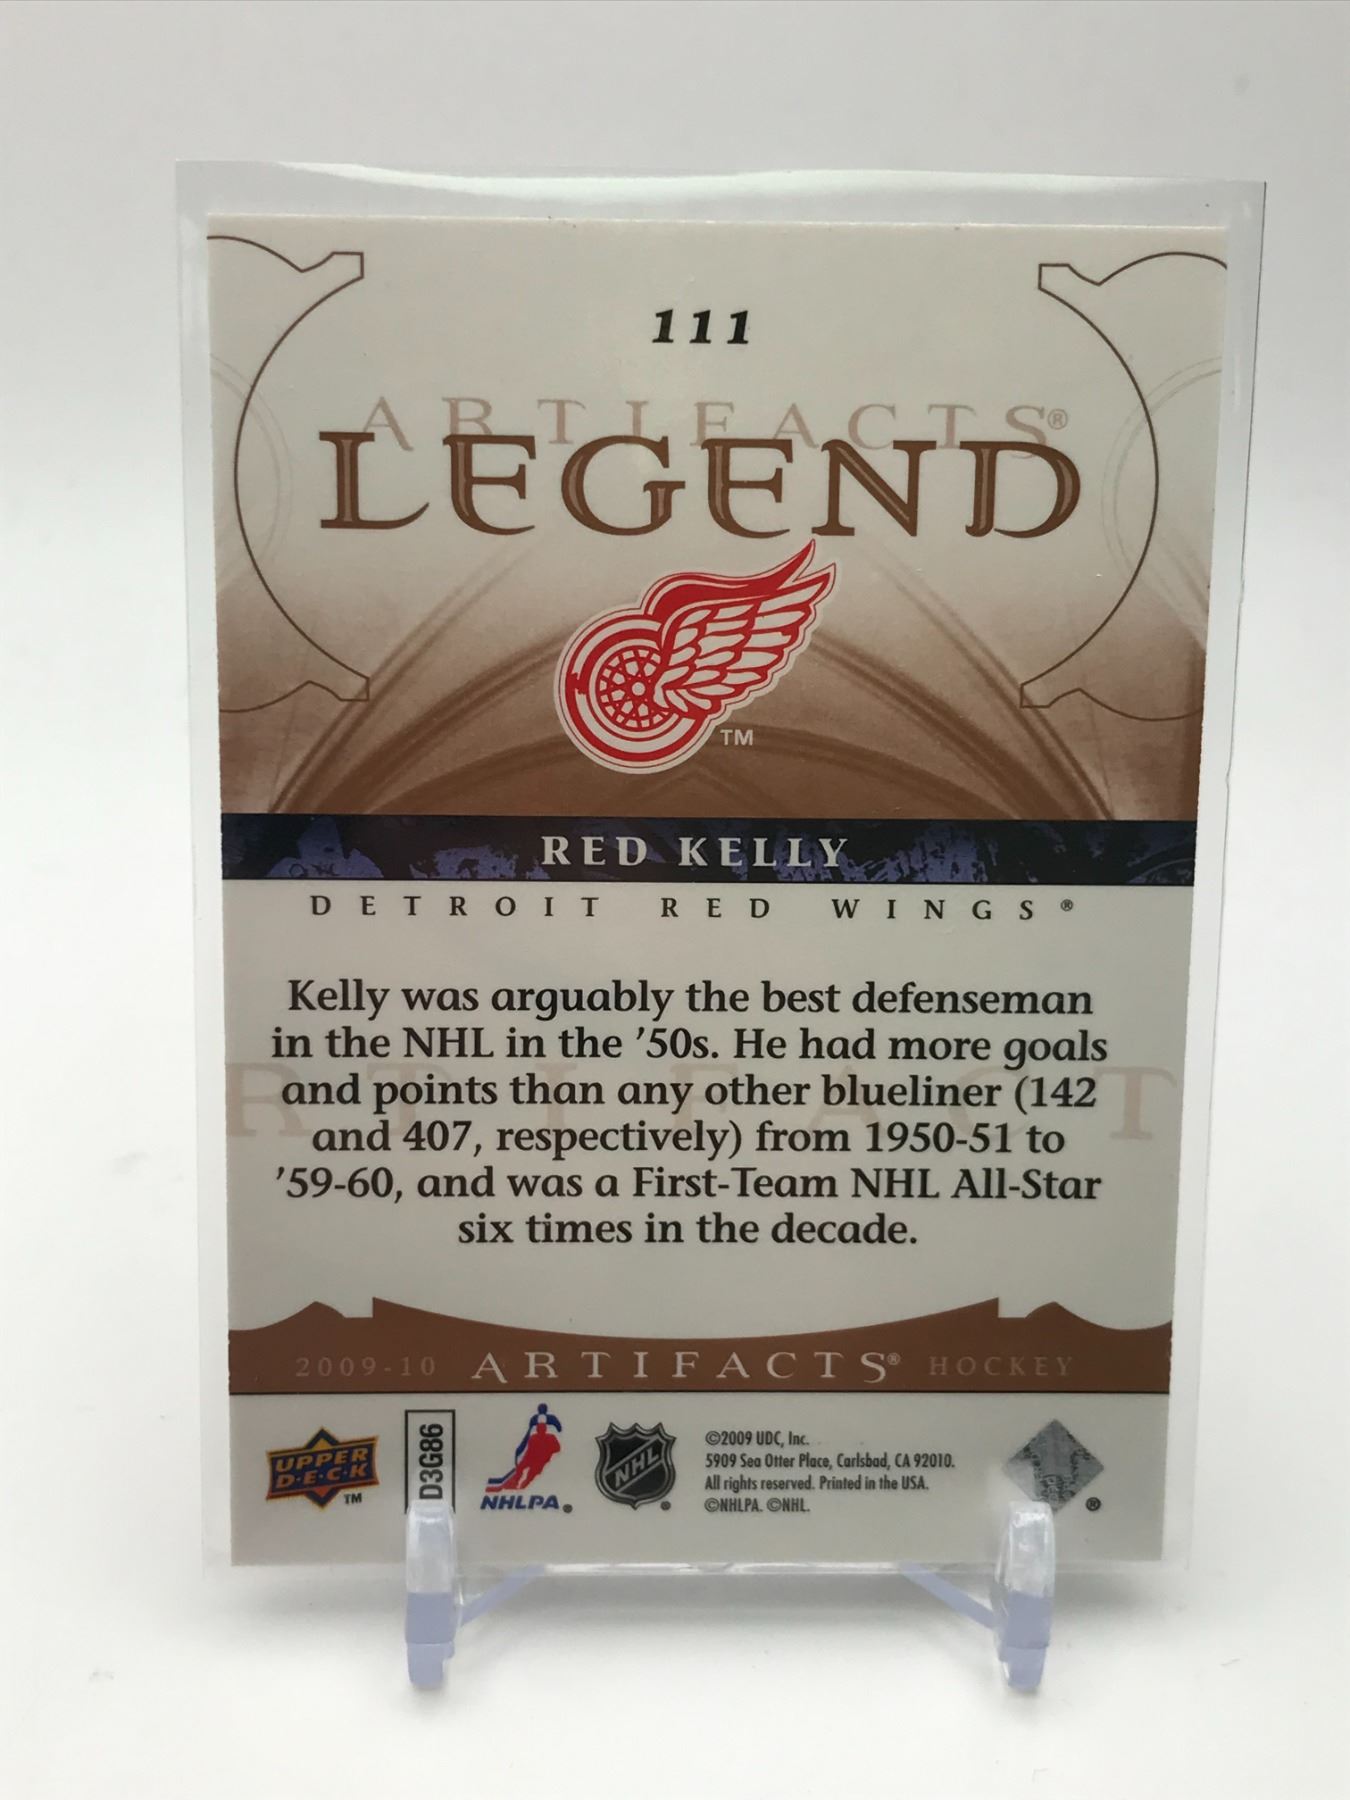 111
ARTIFACTS®
LEGEND
TM
RED KELLY
DETROIT RED WINGS®
Kelly was arguably the best defenseman
in the NHL in the ’50s. He had more goals
and points than any other blueliner (142
and 407, respectively) from 1950-51 to
’59-60, and was a First-Team NHL All-Star
six times in the decade.
RTIFACT
2009-10 ARTIFACTS® HOCKEY
UPPER
D·E·C·K
TM
D3G86
NHLPA®
NHL®
©2009 UDC, Inc.
5909 Sea Otter Place, Carlsbad, CA 92010.
All rights reserved. Printed in the USA.
©NHLPA. ©NHL.
®